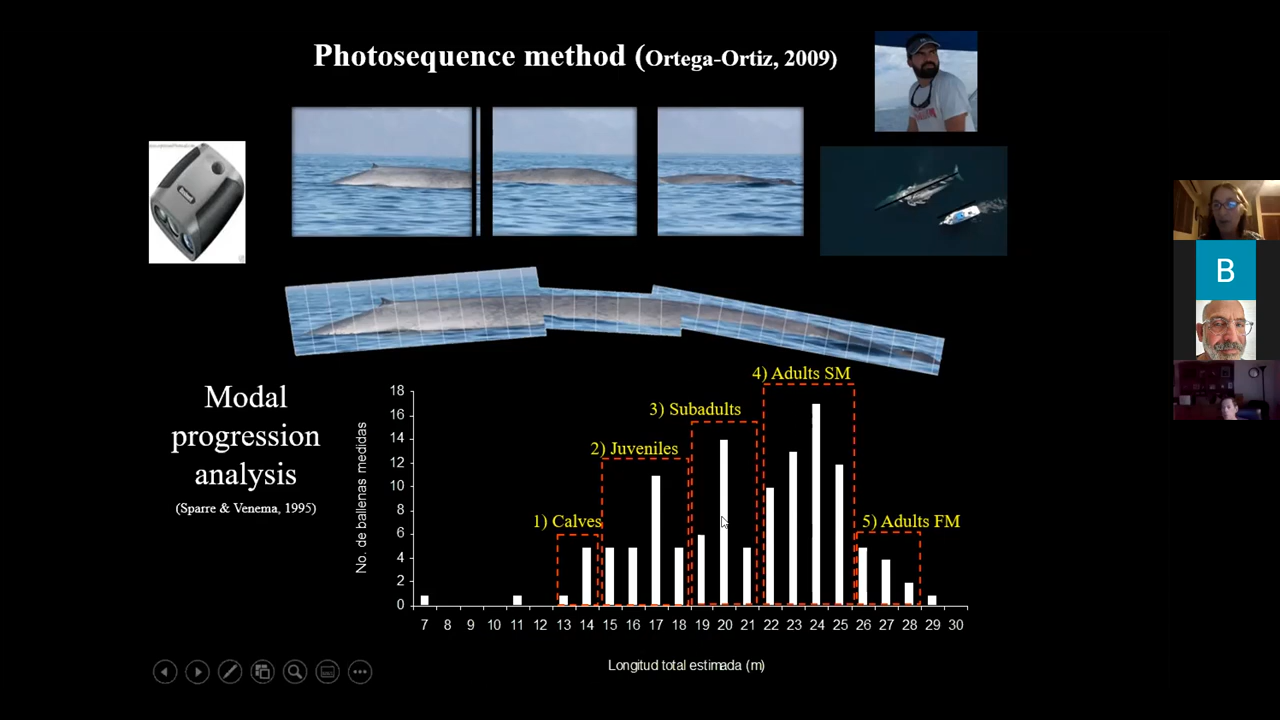 Photosequence method (Ortega-Ortiz, 2009)
B
Modal
progression
analysis
(Sparre & Venema, 1995)
1) Calves
2) Juveniles
3) Subadults
4) Adults SM
5) Adults FM
No. de ballenas medidas
18
16
14
12
10
8
6
4
2
0
7 8 9 10 11 12 13 14 15 16 17 18 19 20 21 22 23 24 25 26 27 28 29 30
Longitud total estimada (m)